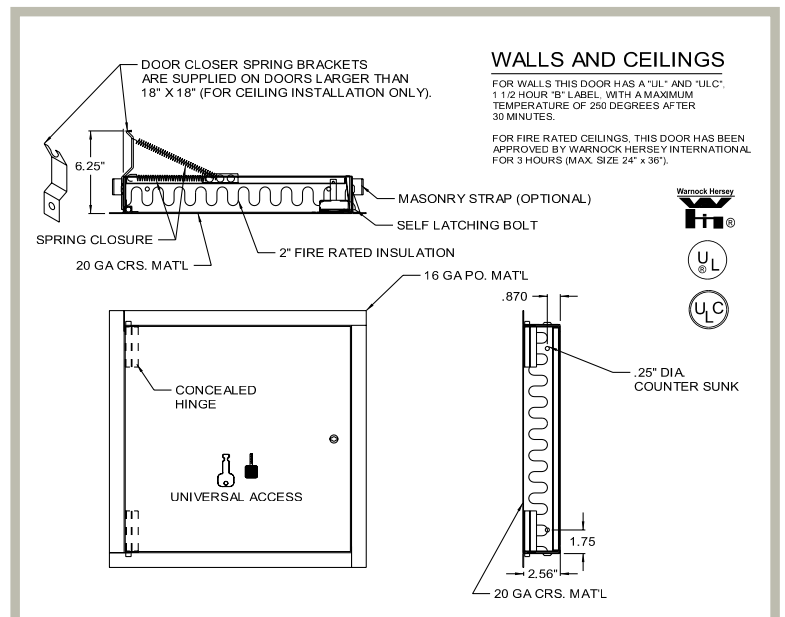 DOOR CLOSER SPRING BRACKETS
ARE SUPPLIED ON DOORS LARGER THAN
18" X 18" (FOR CEILING INSTALLATION ONLY).
WALLS AND CEILINGS
FOR WALLS THIS DOOR HAS A "UL" AND "ULC",
1 1/2 HOUR "B" LABEL, WITH A MAXIMUM
TEMPERATURE OF 250 DEGREES AFTER
30 MINUTES.
FOR FIRE RATED CEILINGS, THIS DOOR HAS BEEN
APPROVED BY WARNOCK HERSEY INTERNATIONAL
FOR 3 HOURS (MAX. SIZE 24" x 36").
6.25"
MASONRY STRAP (OPTIONAL)
SELF LATCHING BOLT
SPRING CLOSURE
2" FIRE RATED INSULATION
20 GA CRS. MAT'L
16 GA PO. MAT'L
Warnock Hersey
®
UL
®
ULC
.870
.25" DIA.
COUNTER SUNK
CONCEALED
HINGE
UNIVERSAL ACCESS
1.75
2.56"
20 GA CRS. MAT'L